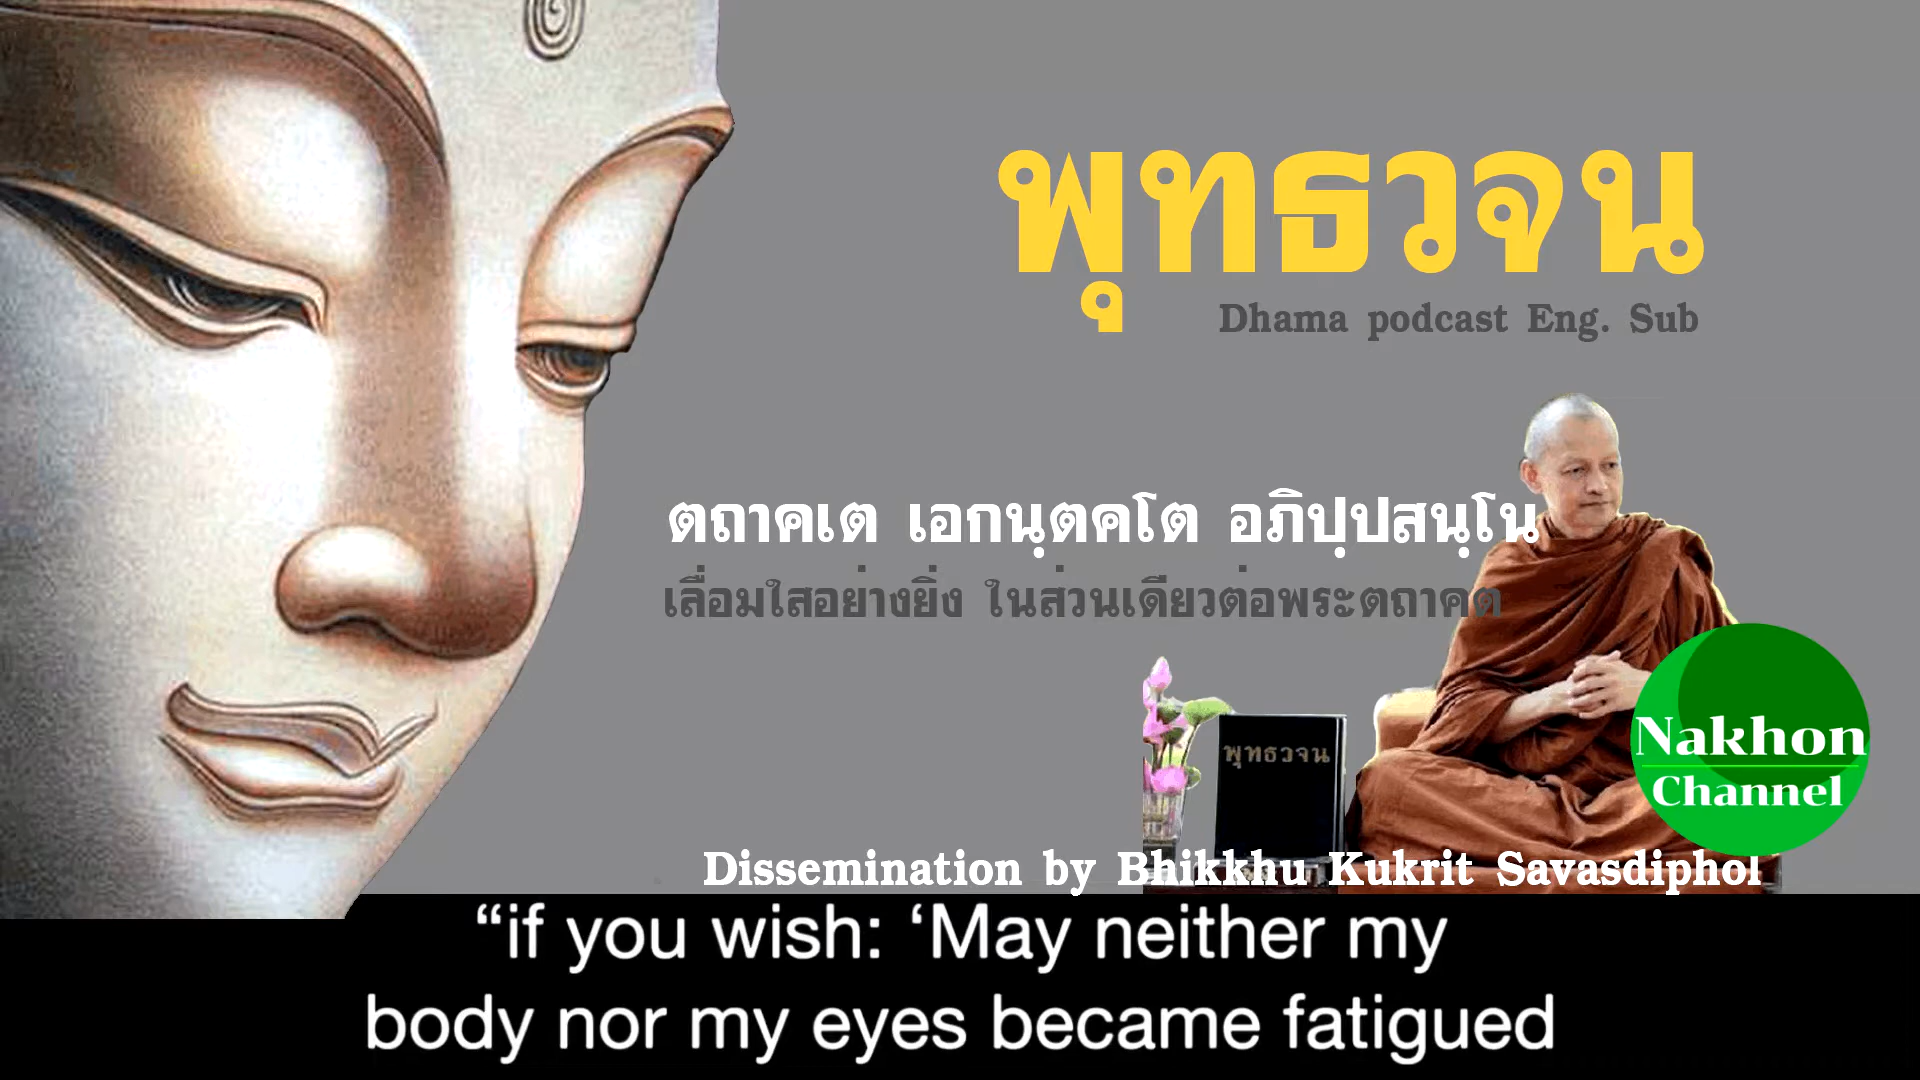 พุทธวจน
Dhama podcast Eng. Sub
ตถาคเต เอกนฺตคโต อภิปฺปสนฺโน
เลื่อมใสอย่างยิ่ง ในส่วนเดียวต่อพระตถาคต
พุทธวจน
Nakhon
Channel
Dissemination by Bhikkhu Kukrit Savasdiphol
“if you wish: ‘May neither my
body nor my eyes became fatigued